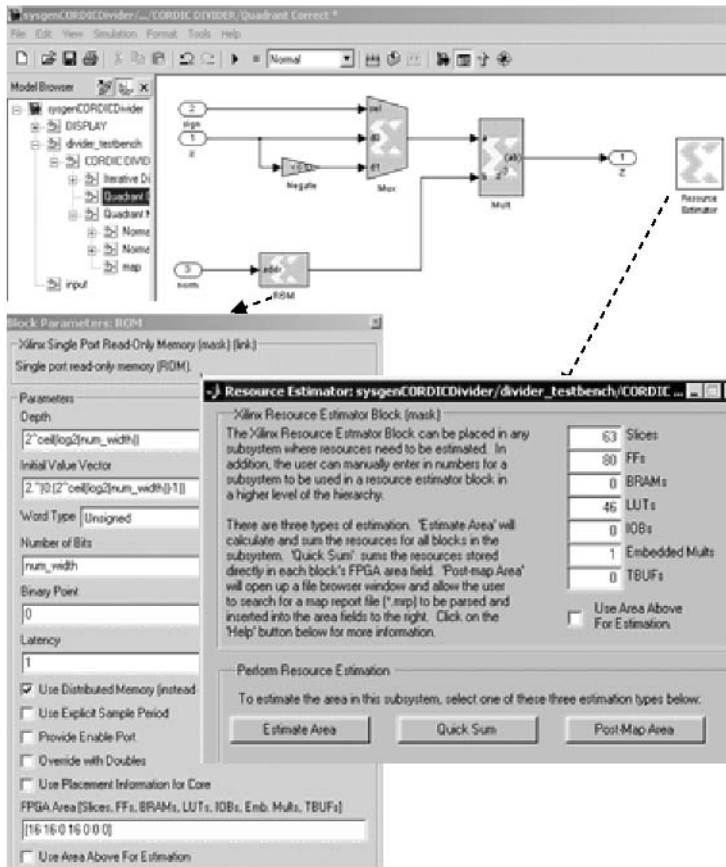 sysgenCORDICDivider/.../CORDIC DIVIDER/Quadrant Correct *
File Edit View Simulation Format Tools Help
Normal
Model Browser
sysgenCORDICDivider
DISPLAY
divider_testbench
CORDIC DIVID
Iterative Di
Quadrant
Quadrant
Norma
Norma
map
input
2
sign
1
sel
d0
d1
Negate
Mux
a
b
(ab)
Mult
1
Z
Resource
Estimator
3
norm
addr
ROM
Block Parameters: ROM
Xilinx Single Port Read-Only Memory (mask) (link)
Single port read-only memory (ROM).
Parameters
Depth
2^ceil(log2(num_width))
Initial Value Vector
2.^[0:(2^ceil(log2(num_width))-1)]
Word Type Unsigned
Number of Bits
num_width
Binary Point
0
Latency
1
Use Distributed Memory (instead
Use Explicit Sample Period
Provide Enable Port
Override with Doubles
Use Placement Information for Core
FPGA Area [Slices, FFs, BRAMs, LUTs, IOBs, Emb. Mults, TBUFs]
[16 16 0 16 0 0 0]
Use Area Above For Estimation
Resource Estimator: sysgenCORDICDivider/divider_testbench/CORDIC ...
Xilinx Resource Estimator Block (mask)
The Xilinx Resource Estmator Block can be placed in any
subsystem where resources need to be estimated. In
addition, the user can manually enter in numbers for a
subsystem to be used in a resource estimator block in
a higher level of the hierarchy.
There are three types of estimation. 'Estimate Area' will
calculate and sum the resources for all blocks in the
subsystem. 'Quick Sum' sums the resources stored
directly in each block's FPGA area field. 'Post-map Area'
will open up a file browser window and allow the user
to search for a map report file (*.mrp) to be parsed and
inserted into the area fields to the right. Click on the
'Help' button below for more information.
63 Slices
80 FFs
0 BRAMs
46 LUTs
0 IOBs
1 Embedded Mults
0 TBUFs
Use Area Above
For Estimation.
Perform Resource Estimation
To estimate the area in this subsystem, select one of these three estimation types below:
Estimate Area
Quick Sum
Post-Map Area